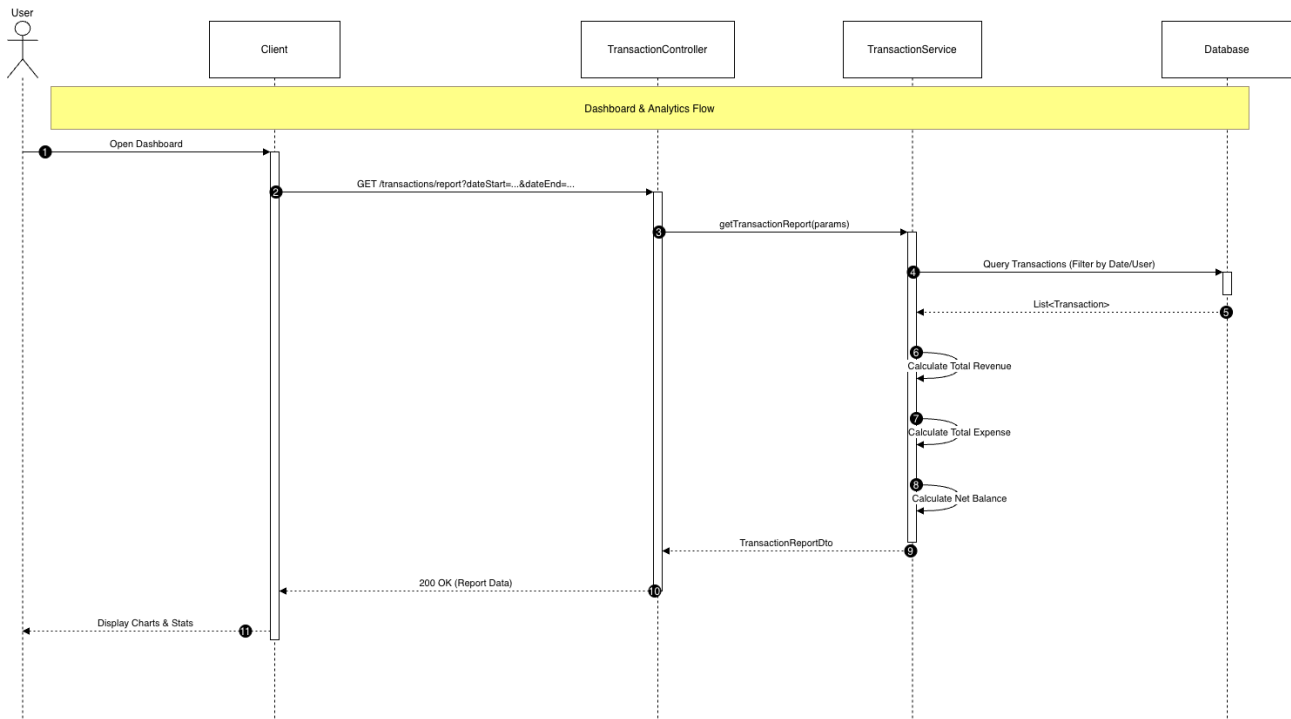 User
Client
TransactionController
TransactionService
Database
Dashboard & Analytics Flow
1
Open Dashboard
2
GET /transactions/report?dateStart=...&dateEnd=...
3
getTransactionReport(params)
4
Query Transactions (Filter by Date/User)
List<Transaction>
5
6
Calculate Total Revenue
7
Calculate Total Expense
8
Calculate Net Balance
TransactionReportDto
9
200 OK (Report Data)
10
Display Charts & Stats
11